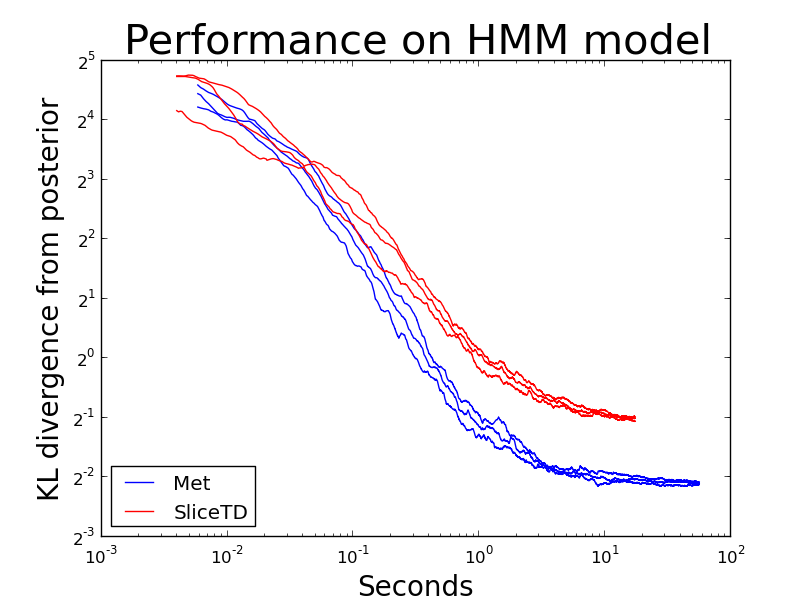 Performance on HMM model
KL divergence from posterior
2^5
2^4
2^3
2^2
2^1
2^0
2^-1
2^-2
2^-3
Met
SliceTD
10^-3 10^-2 10^-1 10^0 10^1 10^2
Seconds